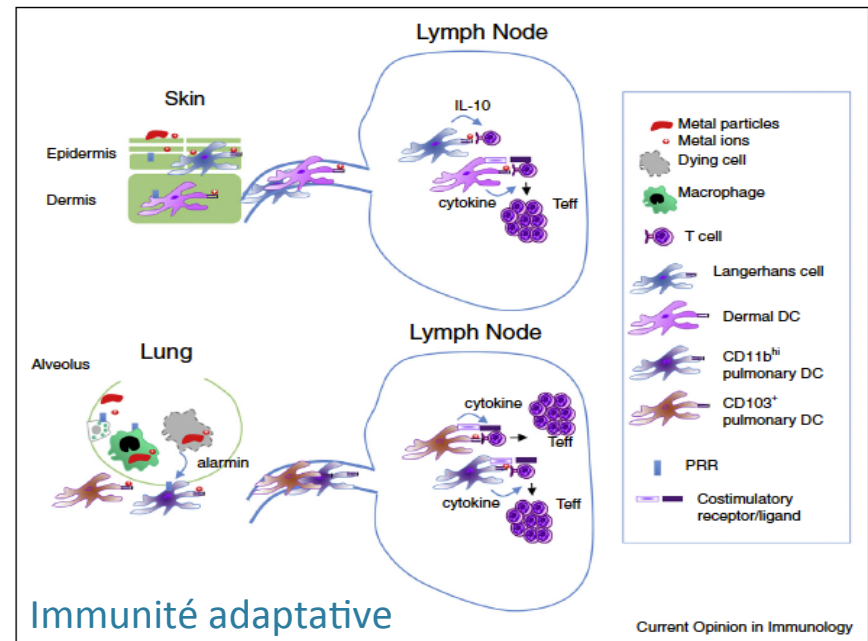 Lymph Node
Skin
IL-10
Epidermis
Dermis
cytokine
Teff
Lymph Node
Lung
Alveolus
alarmin
cytokine
Teff
cytokine
Teff
Metal particles
Metal ions
Dying cell
Macrophage
T cell
Langerhans cell
Dermal DC
CD11bhi
pulmonary DC
CD103+
pulmonary DC
PRR
Costimulatory
receptor/ligand
Immunité adaptative
Current Opinion in Immunology